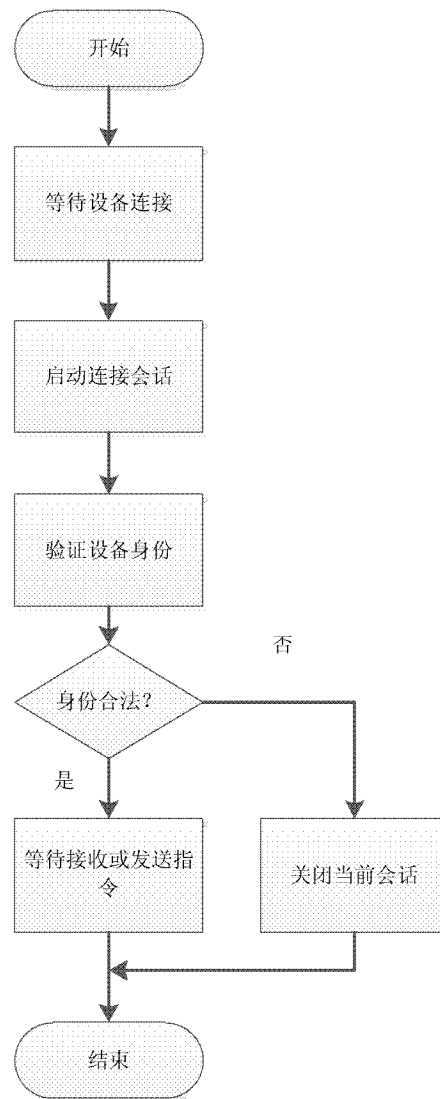 开始
等待设备连接
启动连接会话
验证设备身份
否
身份合法？
是
等待接收或发送指
令
关闭当前会话
结束